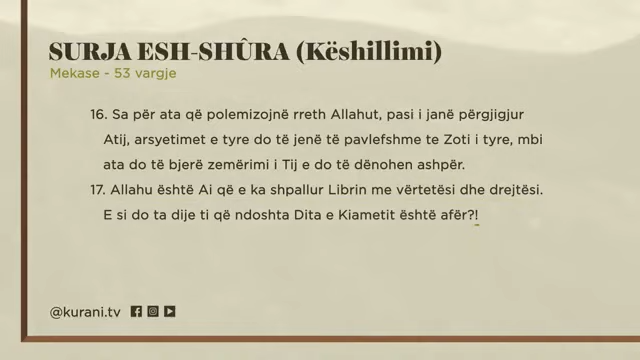 SURJA ESH-SHÛRA (Këshillimi)
Mekase - 53 vargje
16. Sa për ata që polemizojnë rreth Allahut, pasi i janë përgjigjur
Atij, arsyetimet e tyre do të jenë të pavlefshme te Zoti i tyre, mbi
ata do të bjerë zemërimi i Tij e do të dënohen ashpër.
17. Allahu është Ai që e ka shpallur Librin me vërtetësi dhe drejtësi.
E si do ta dije ti që ndoshta Dita e Kiametit është afër?!
@kurani.tv